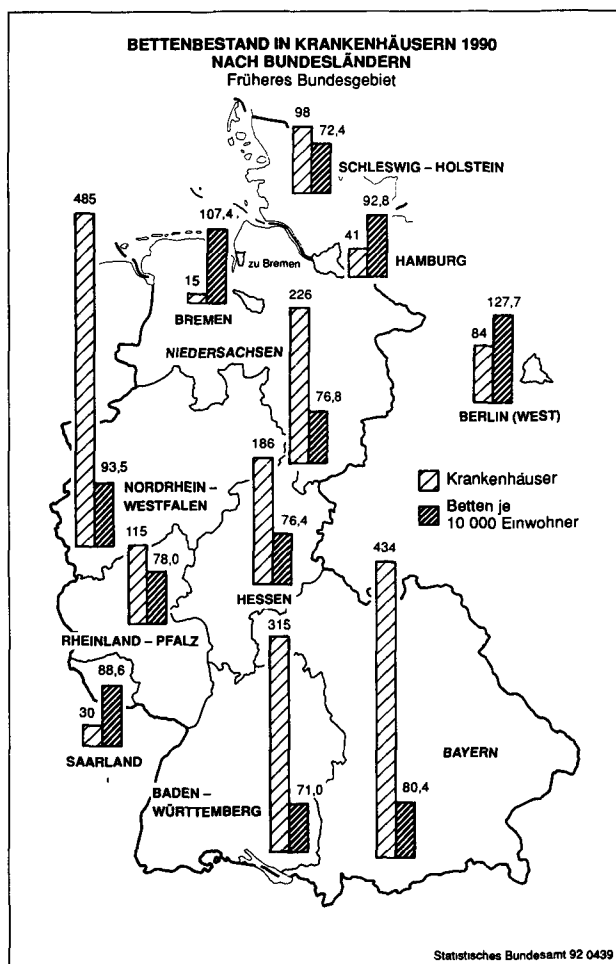 BETTENBESTAND IN KRANKENHÄUSERN 1990
NACH BUNDESLÄNDERN
Früheres Bundesgebiet
98
72,4
SCHLESWIG – HOLSTEIN
485
107,4
92,8
41
HAMBURG
zu Bremen
15
BREMEN
226
127,7
84
NIEDERSACHSEN
76,8
BERLIN (WEST)
186
93,5
NORDRHEIN –
WESTFALEN
Krankenhäuser
Betten je
10 000 Einwohner
115
78,0
76,4
434
HESSEN
RHEINLAND – PFALZ
315
88,6
30
SAARLAND
BAYERN
BADEN –
WÜRTTEMBERG
71,0
80,4
Statistisches Bundesamt 92 0439